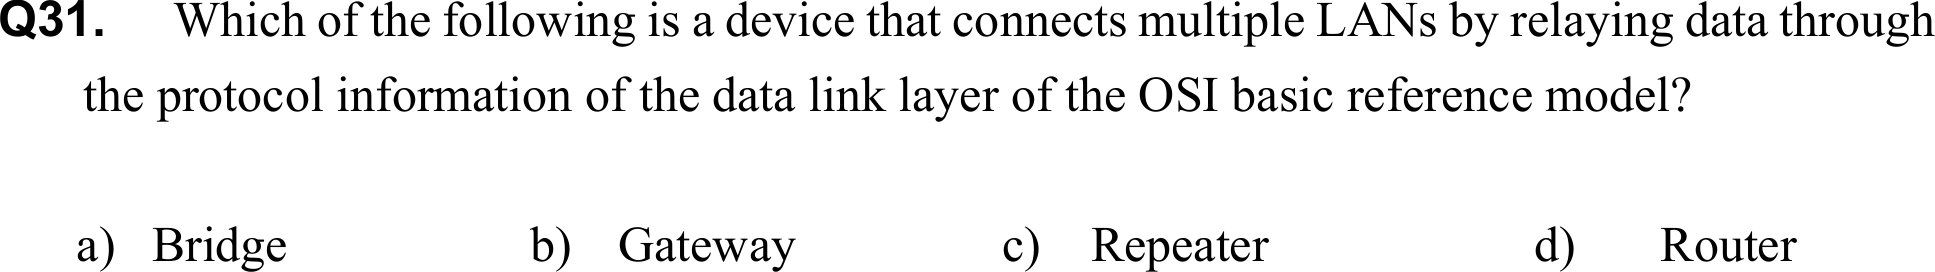 Q31. Which of the following is a device that connects multiple LANs by relaying data through
the protocol information of the data link layer of the OSI basic reference model?
a) Bridge b) Gateway c) Repeater d) Router